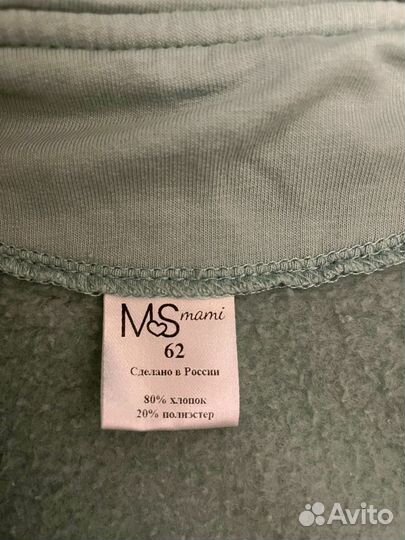 MS mami
62
Сделано в России
80% хлопок
20% полиэстер
Avito